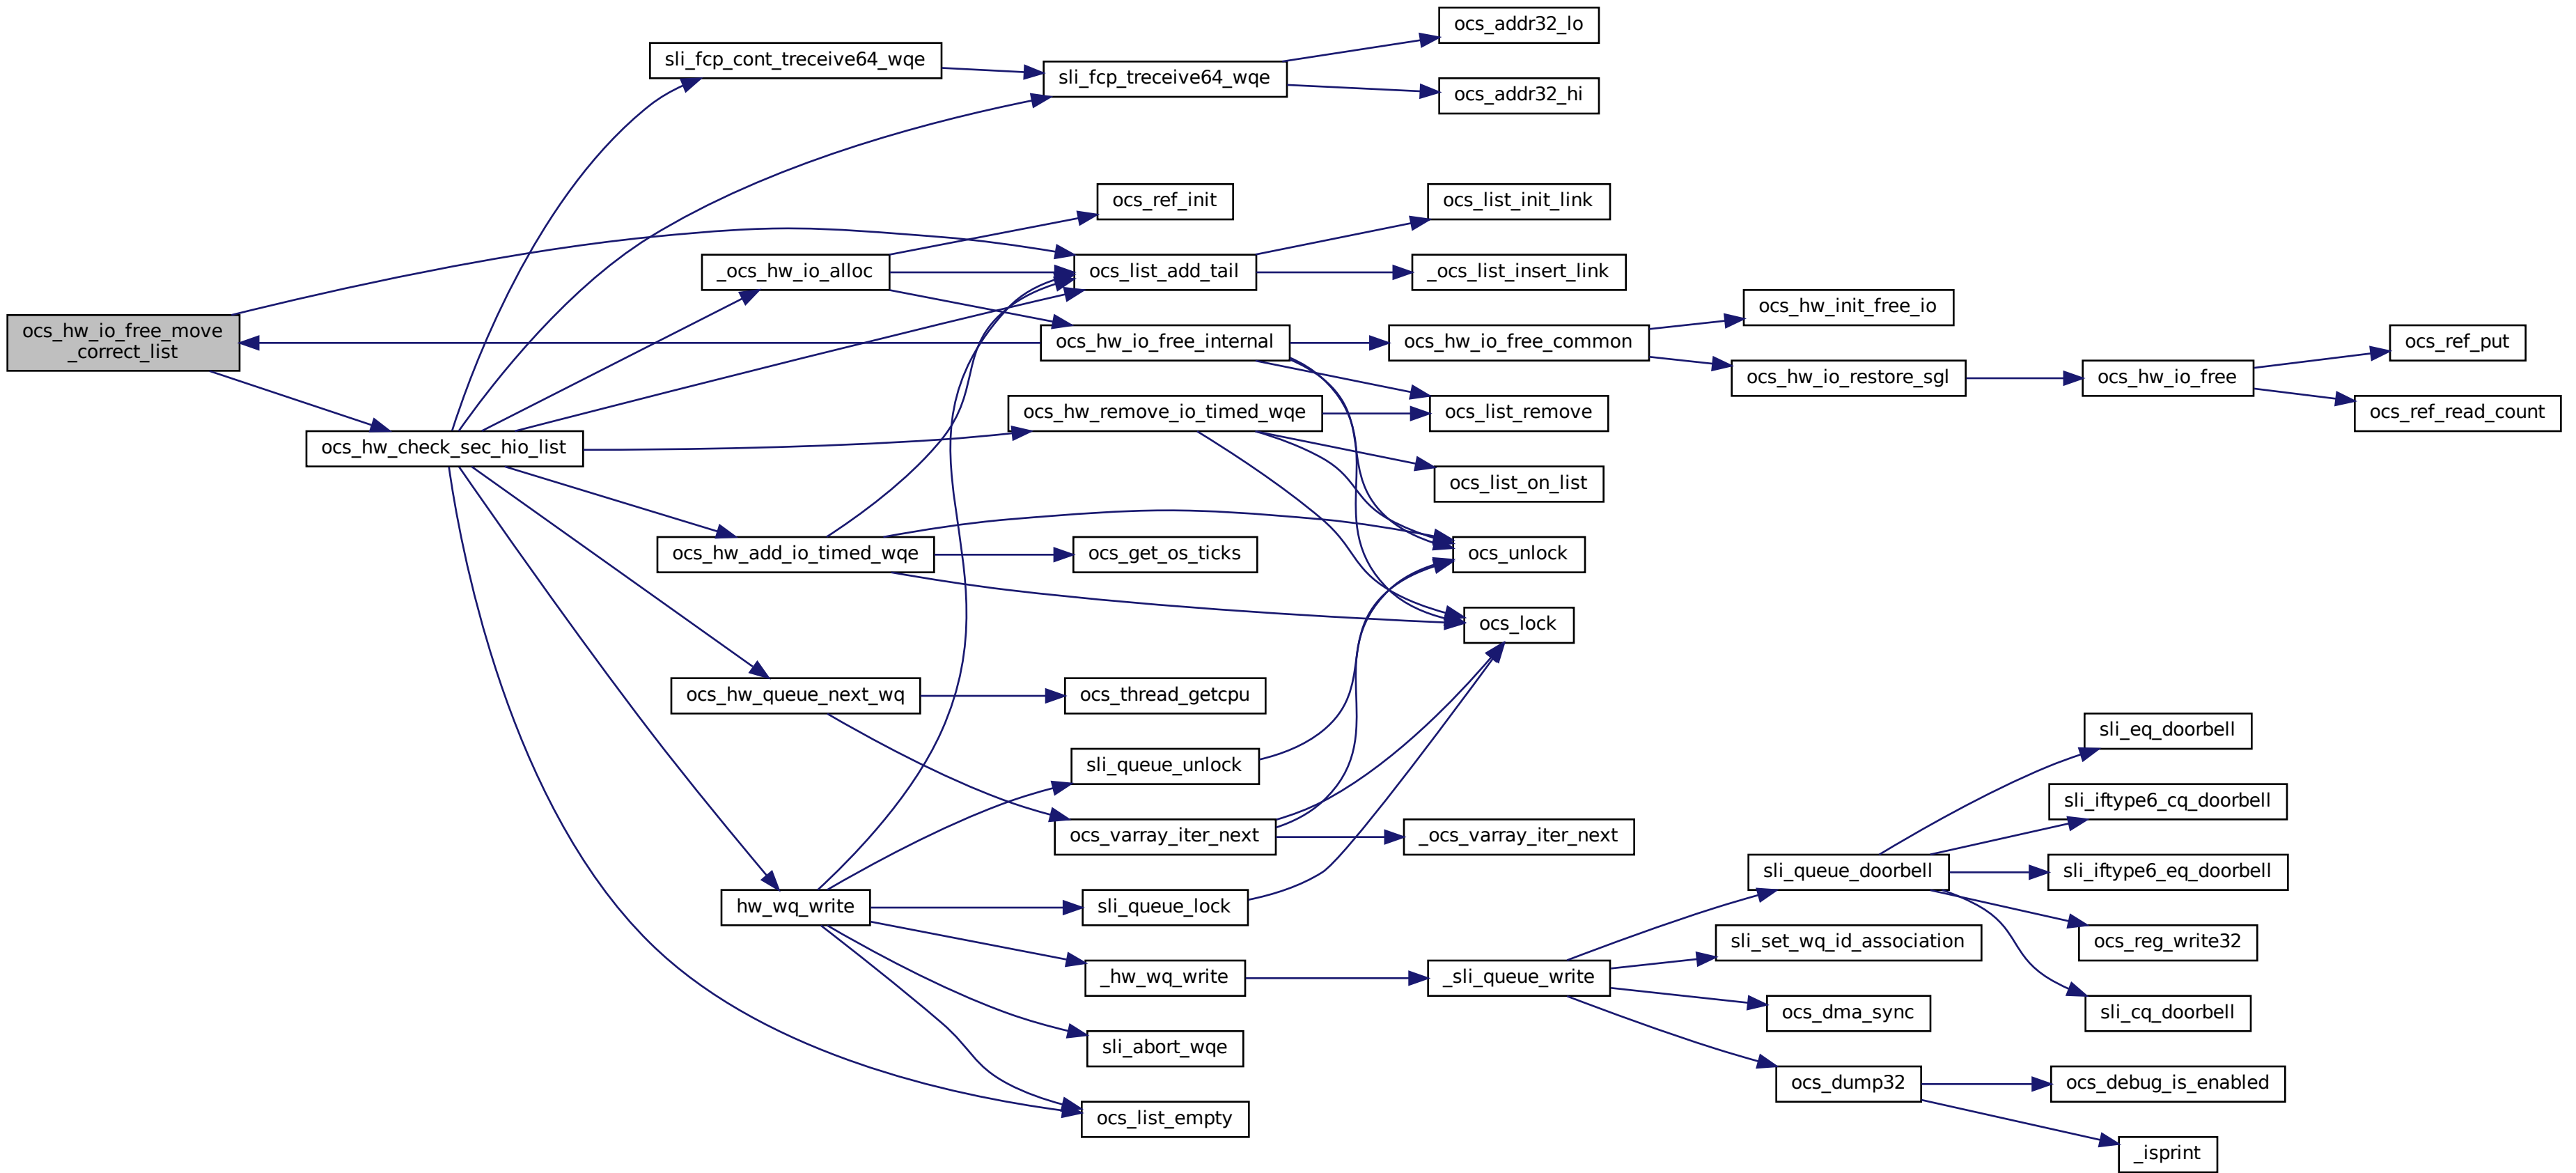 ocs_addr32_lo
sli_fcp_cont_treceive64_wqe
sli_fcp_treceive64_wqe
ocs_addr32_hi
ocs_ref_init
ocs_list_init_link
_ocs_hw_io_alloc
ocs_list_add_tail
_ocs_list_insert_link
ocs_hw_init_free_io
ocs_hw_io_free_move
_correct_list
ocs_hw_io_free_internal
ocs_hw_io_free_common
ocs_ref_put
ocs_hw_io_restore_sgl
ocs_hw_io_free
ocs_hw_remove_io_timed_wqe
ocs_list_remove
ocs_ref_read_count
ocs_hw_check_sec_hio_list
ocs_list_on_list
ocs_hw_add_io_timed_wqe
ocs_get_os_ticks
ocs_unlock
ocs_lock
ocs_hw_queue_next_wq
ocs_thread_getcpu
sli_eq_doorbell
sli_queue_unlock
sli_iftype6_cq_doorbell
ocs_varray_iter_next
_ocs_varray_iter_next
sli_queue_doorbell
sli_iftype6_eq_doorbell
hw_wq_write
sli_queue_lock
sli_set_wq_id_association
ocs_reg_write32
_hw_wq_write
_sli_queue_write
ocs_dma_sync
sli_cq_doorbell
sli_abort_wqe
ocs_dump32
ocs_debug_is_enabled
ocs_list_empty
_isprint